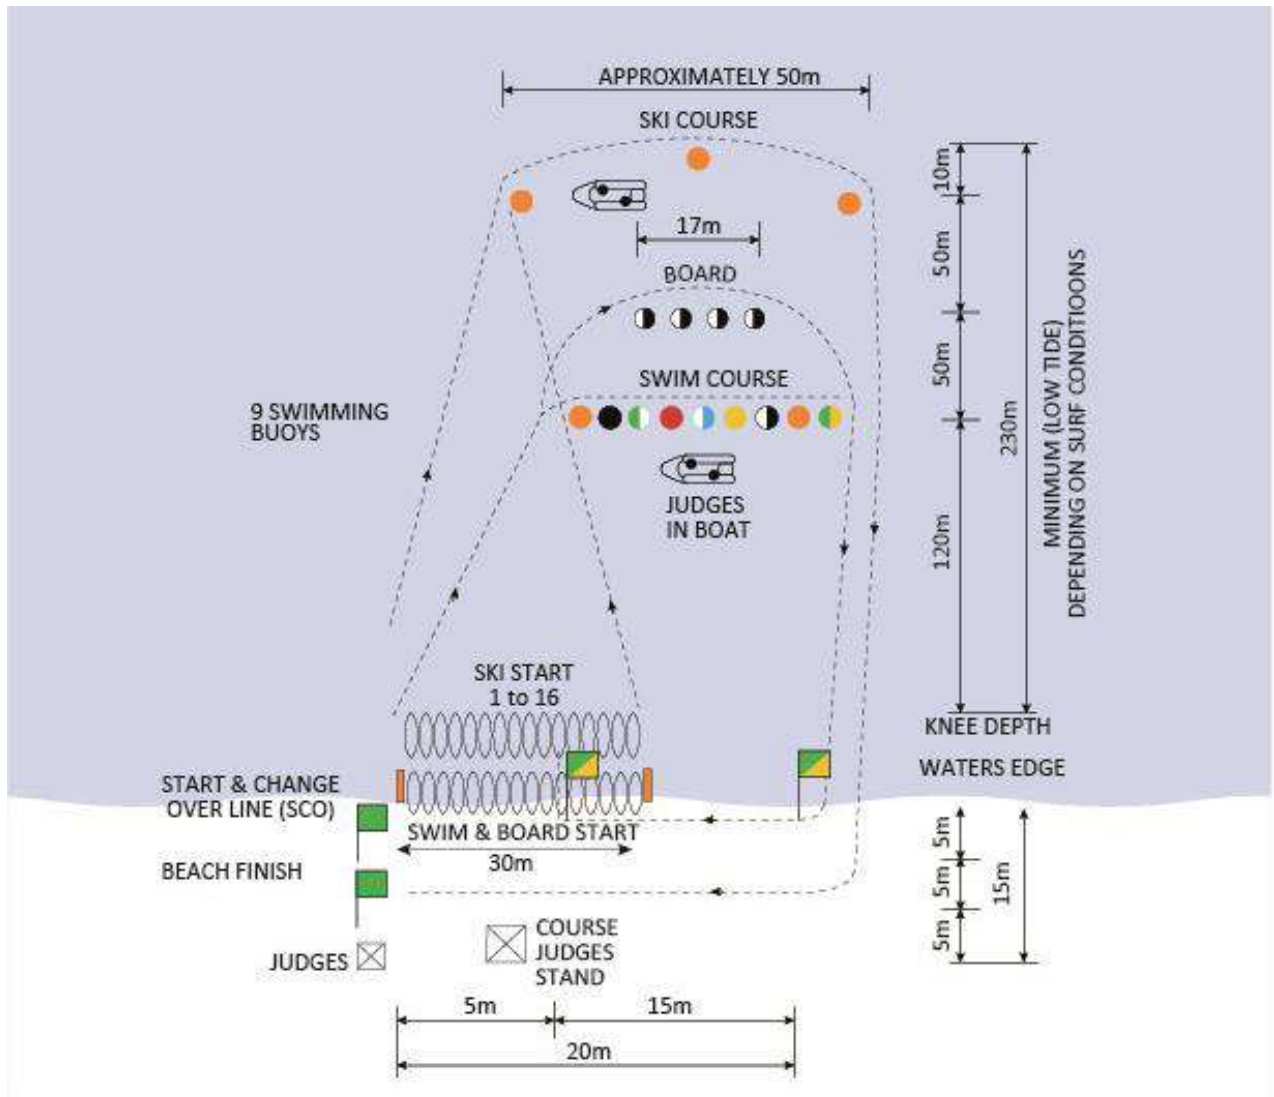 APPROXIMATELY 50m
SKI COURSE
10m
17m
50m
BOARD
50m
SWIM COURSE
9 SWIMMING
BUOYS
230m
MINIMUM (LOW TIDE)
DEPENDING ON SURF CONDITIOONS
JUDGES
IN BOAT
120m
SKI START
1 to 16
KNEE DEPTH
WATERS EDGE
START & CHANGE
OVER LINE (SCO)
SWIM & BOARD START
30m
BEACH FINISH
5m
5m
5m
15m
JUDGES
COURSE
JUDGES
STAND
5m
15m
20m